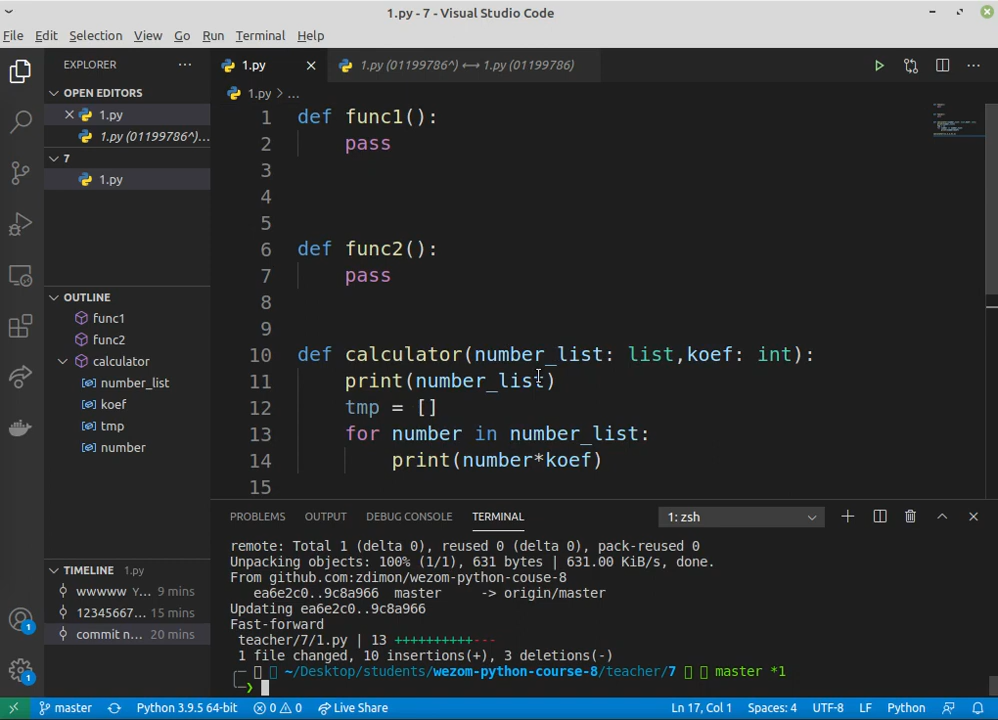 1.py - 7 - Visual Studio Code
File Edit Selection View Go Run Terminal Help
EXPLORER
OPEN EDITORS
1.py
1.py (01199786^)...
7
1.py
OUTLINE
func1
func2
calculator
number_list
koef
tmp
number
TIMELINE 1.py
wwwww Y... 9 mins
12345667... 15 mins
commit n... 20 mins
1.py
1.py (01199786^) ⟷ 1.py (01199786)
1.py > ...
1 def func1():
2 pass
3
4
5
6 def func2():
7 pass
8
9
10 def calculator(number_list: list,koef: int):
11 print(number_list)
12 tmp = []
13 for number in number_list:
14 print(number*koef)
15
PROBLEMS OUTPUT DEBUG CONSOLE TERMINAL 1: zsh
remote: Total 1 (delta 0), reused 0 (delta 0), pack-reused 0
Unpacking objects: 100% (1/1), 631 bytes | 631.00 KiB/s, done.
From github.com:zdimon/wezom-python-couse-8
ea6e2c0..9c8a966 master -> origin/master
Updating ea6e2c0..9c8a966
Fast-forward
teacher/7/1.py | 13 ++++++++++---
1 file changed, 10 insertions(+), 3 deletions(-)
~/Desktop/students/wezom-python-course-8/teacher/7 master *1
1
1
master Python 3.9.5 64-bit 0 0 Live Share Ln 17, Col 1 Spaces: 4 UTF-8 LF Python